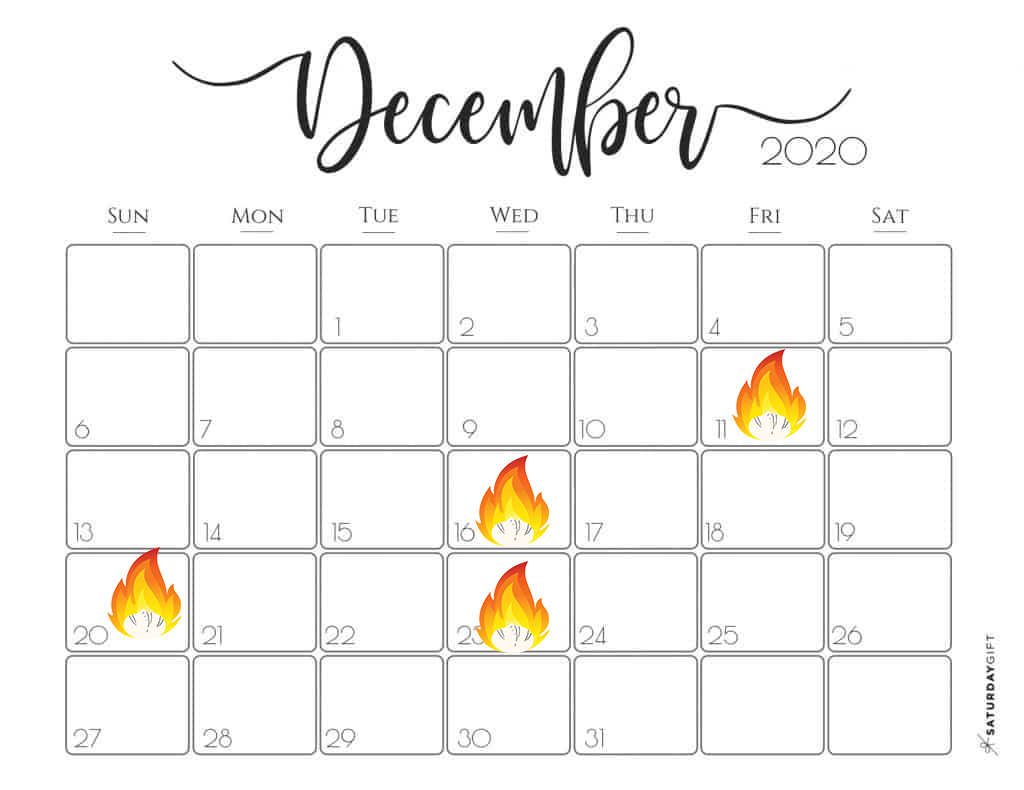 December
2020
SUN MON TUE WED THU FRI SAT
1 2 3 4 5
6 7 8 9 10 11 12
13 14 15 16 17 18 19
20 21 22 23 24 25 26
27 28 29 30 31
SATURDAYGIFT